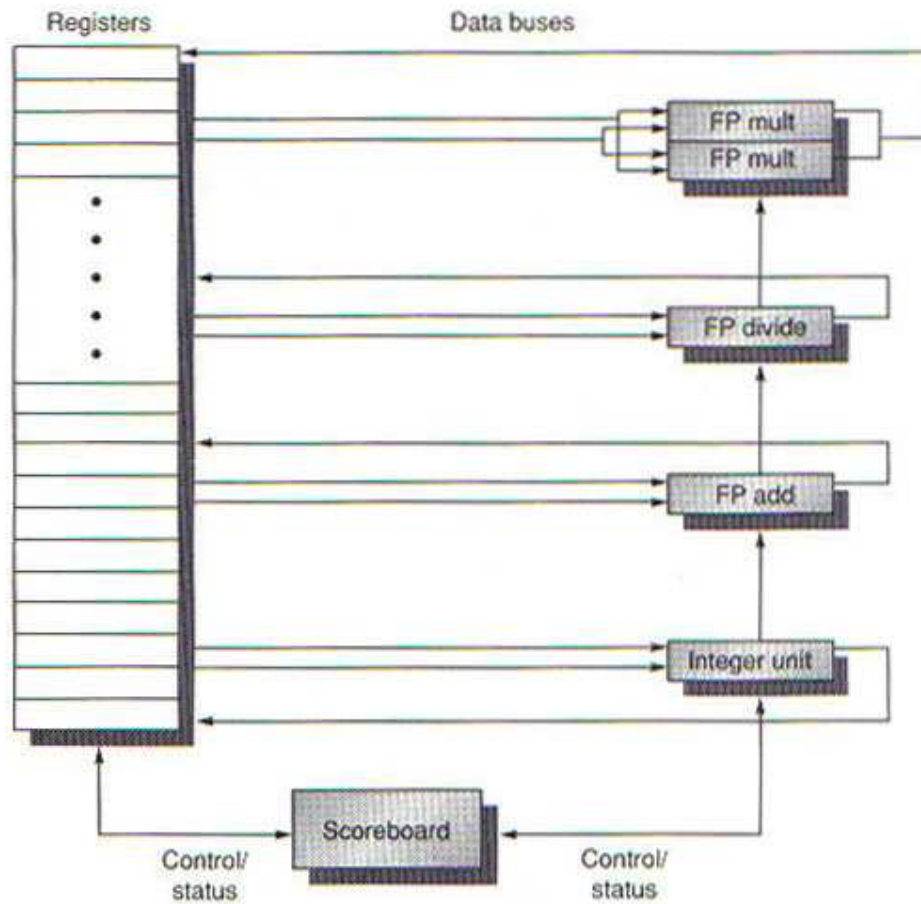 Registers
Data buses
FP mult
FP mult
FP divide
FP add
Integer unit
Scoreboard
Control/
status
Control/
status